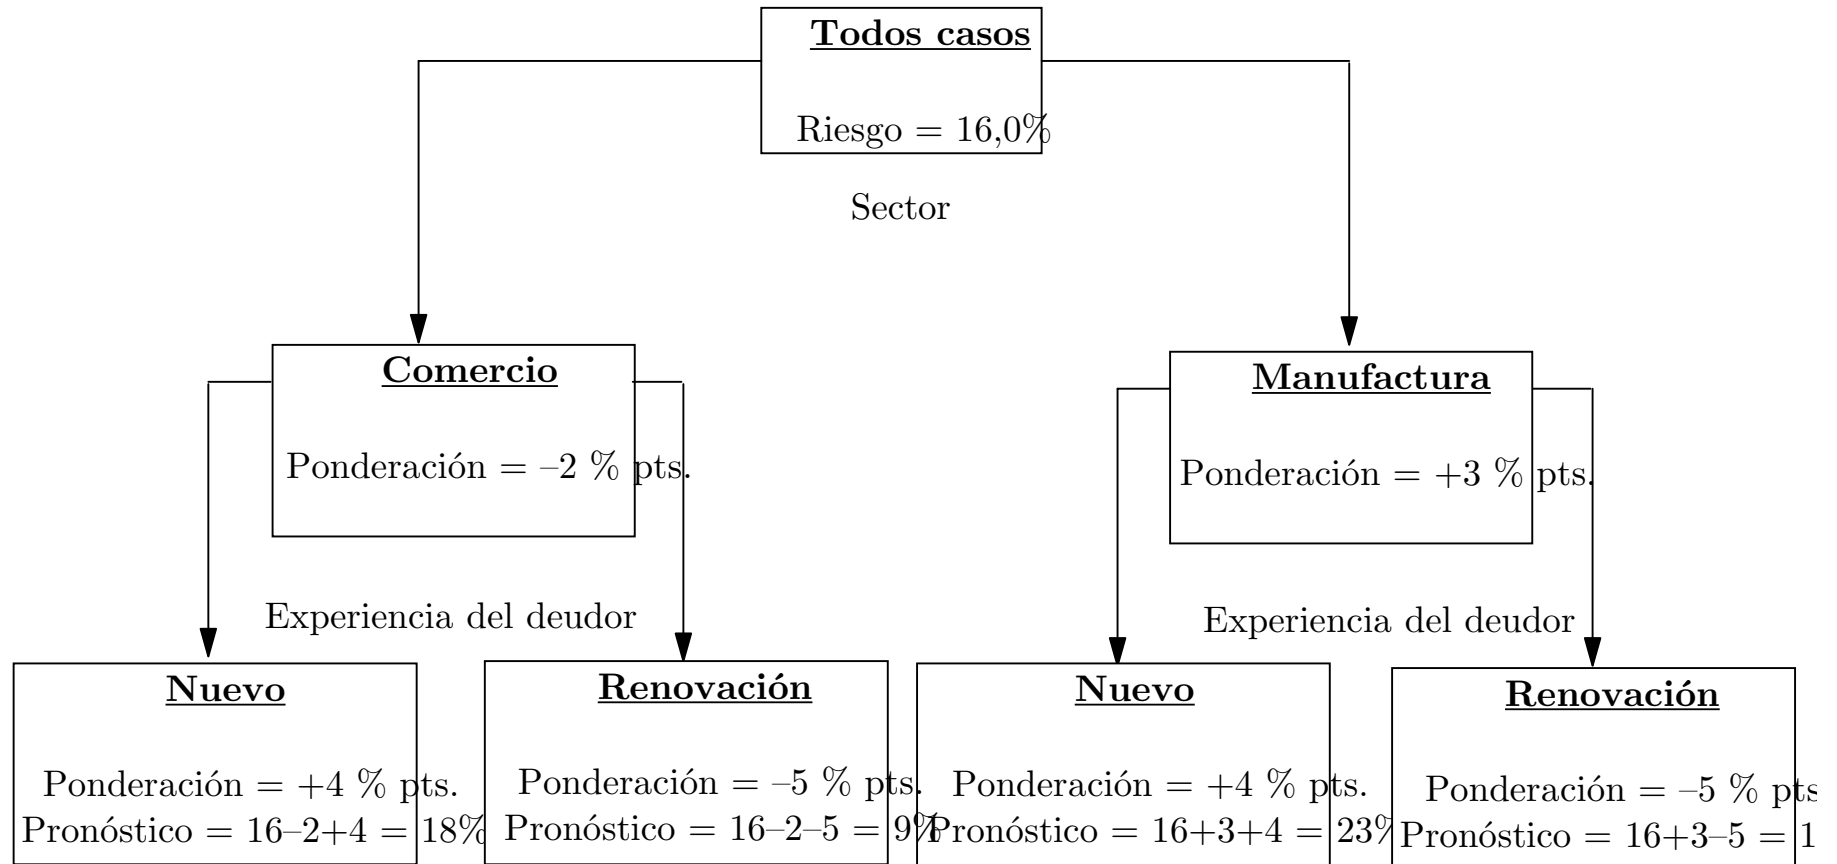 Todos casos
Riesgo = 16,0%
Sector
Comercio
Ponderación = –2 % pts.
Manufactura
Ponderación = +3 % pts.
Experiencia del deudor
Experiencia del deudor
Nuevo
Ponderación = +4 % pts.
Pronóstico = 16–2+4 = 18%
Renovación
Ponderación = –5 % pts.
Pronóstico = 16–2–5 = 9%
Nuevo
Ponderación = +4 % pts.
Pronóstico = 16+3+4 = 23%
Renovación
Ponderación = –5 % pts
Pronóstico = 16+3–5 = 1